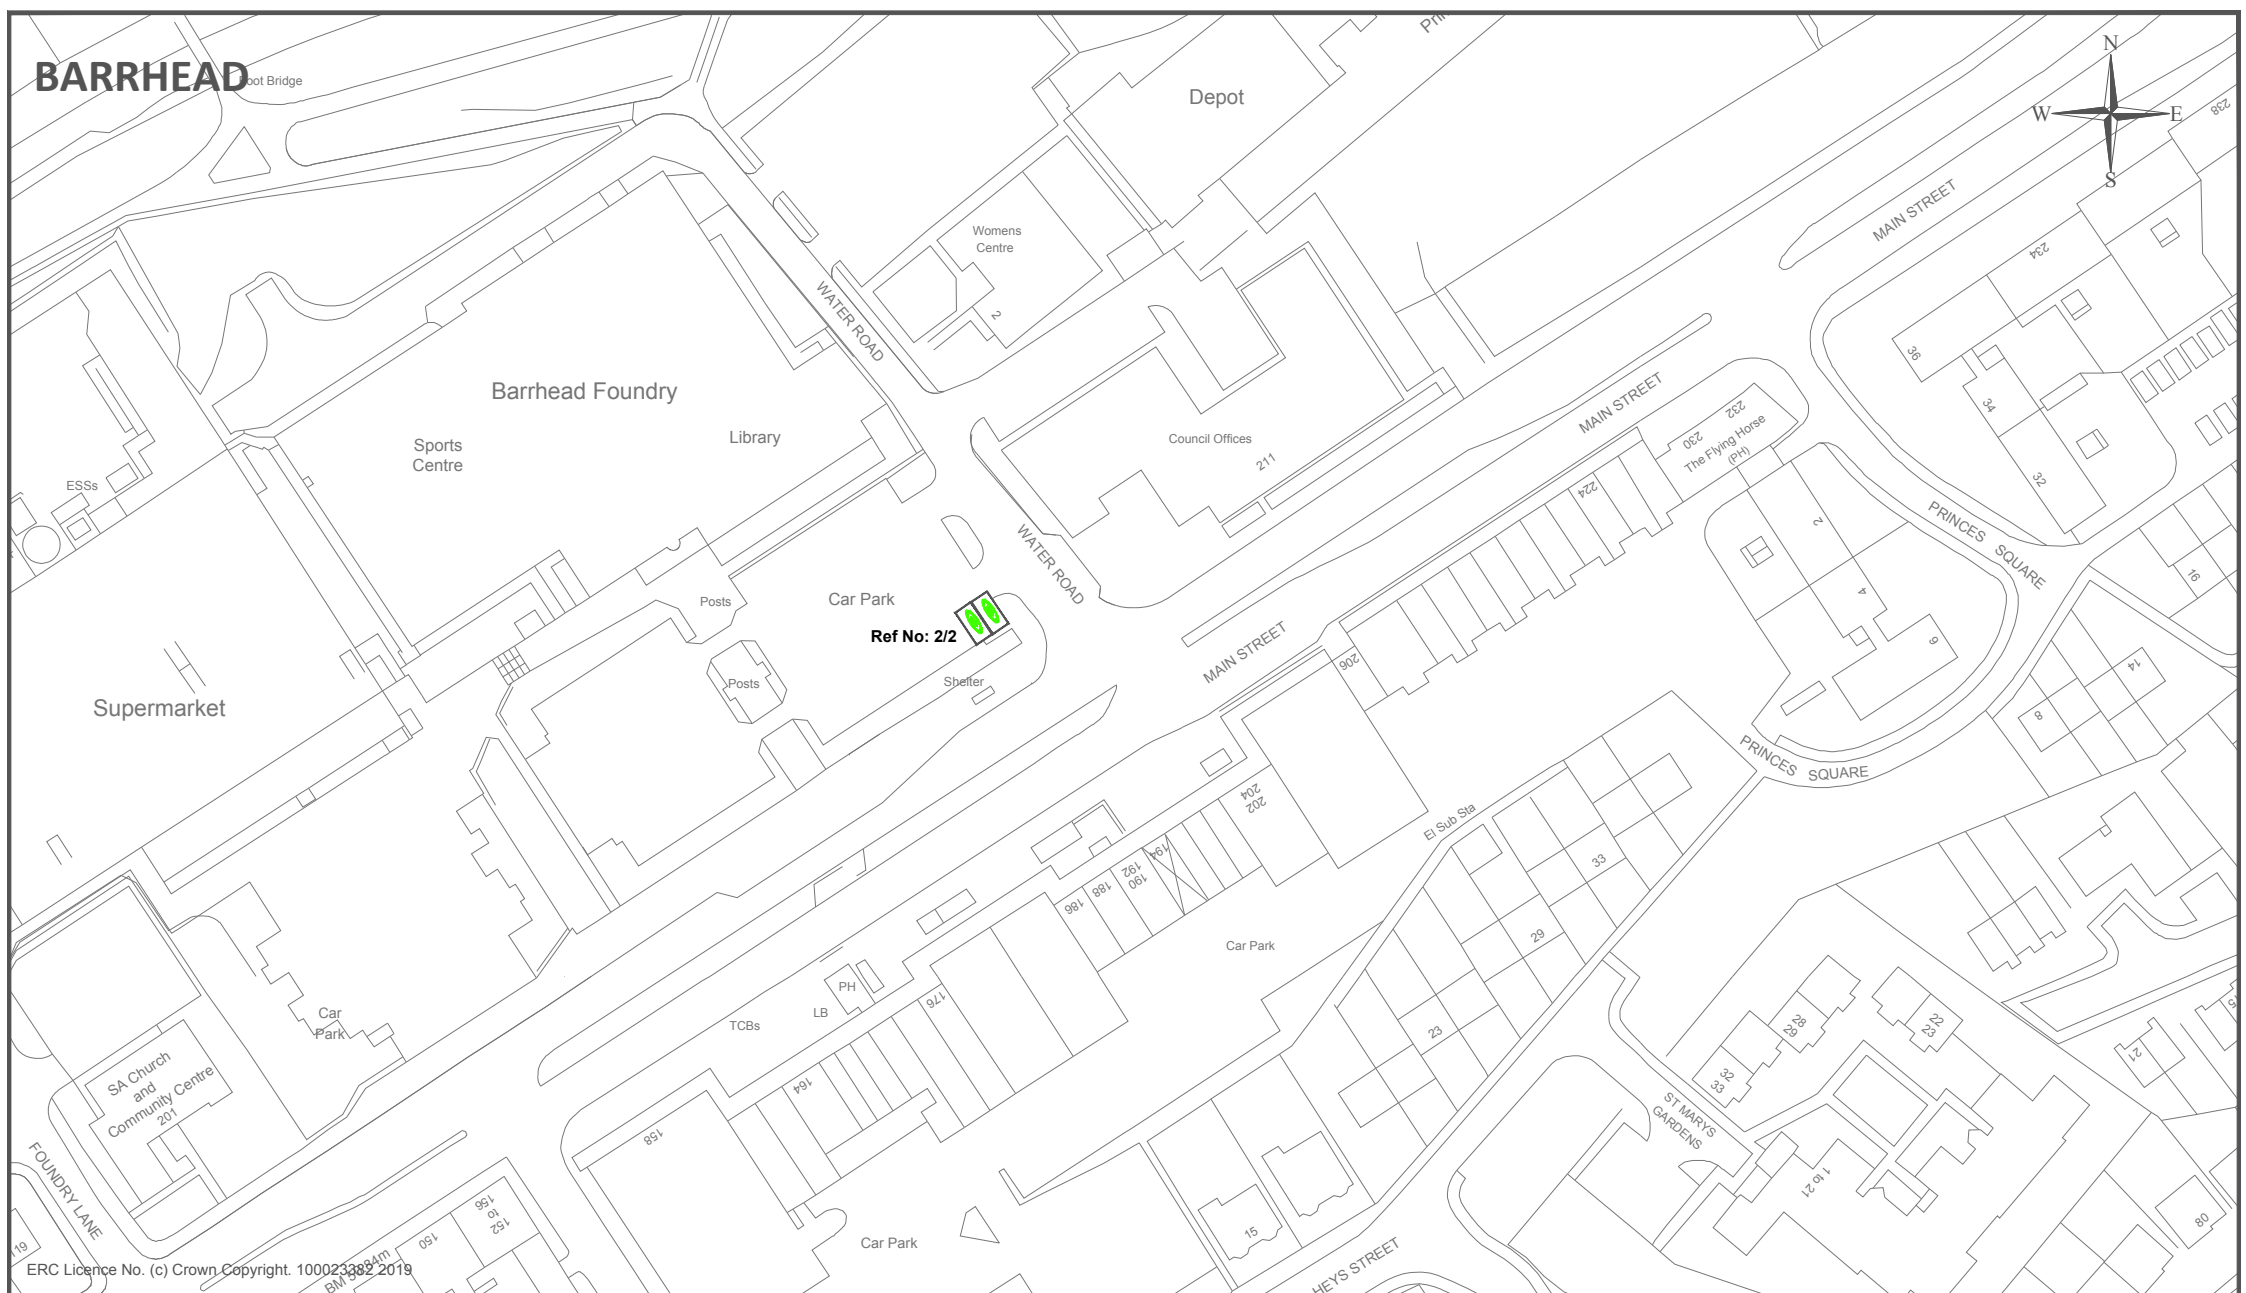 BARRHEAD
Foot Bridge
Depot
N
W
E
S
238
MAIN STREET
234
Womens
Centre
2
WATER ROAD
36
34
32
Barrhead Foundry
Sports
Centre
Library
Council Offices
211
MAIN STREET
232
230
The Flying Horse
(PH)
224
ESSs
PRINCES SQUARE
2
4
6
16
14
8
WATER ROAD
Posts
Car Park
Ref No: 2/2
Shelter
Posts
MAIN STREET
206
Supermarket
PRINCES SQUARE
204
202
El Sub Sta
33
29
23
194
192
190
188
186
Car Park
176
PH
LB
TCBs
164
158
Car
Park
SA Church
and
Community Centre
201
FOUNDRY LANE
28
29
22
23
32
33
ST MARYS
GARDENS
1 to 21
21
80
15
Car Park
156
to
152
150
119
HEYS STREET
ERC Licence No. (c) Crown Copyright. 100023382 2019